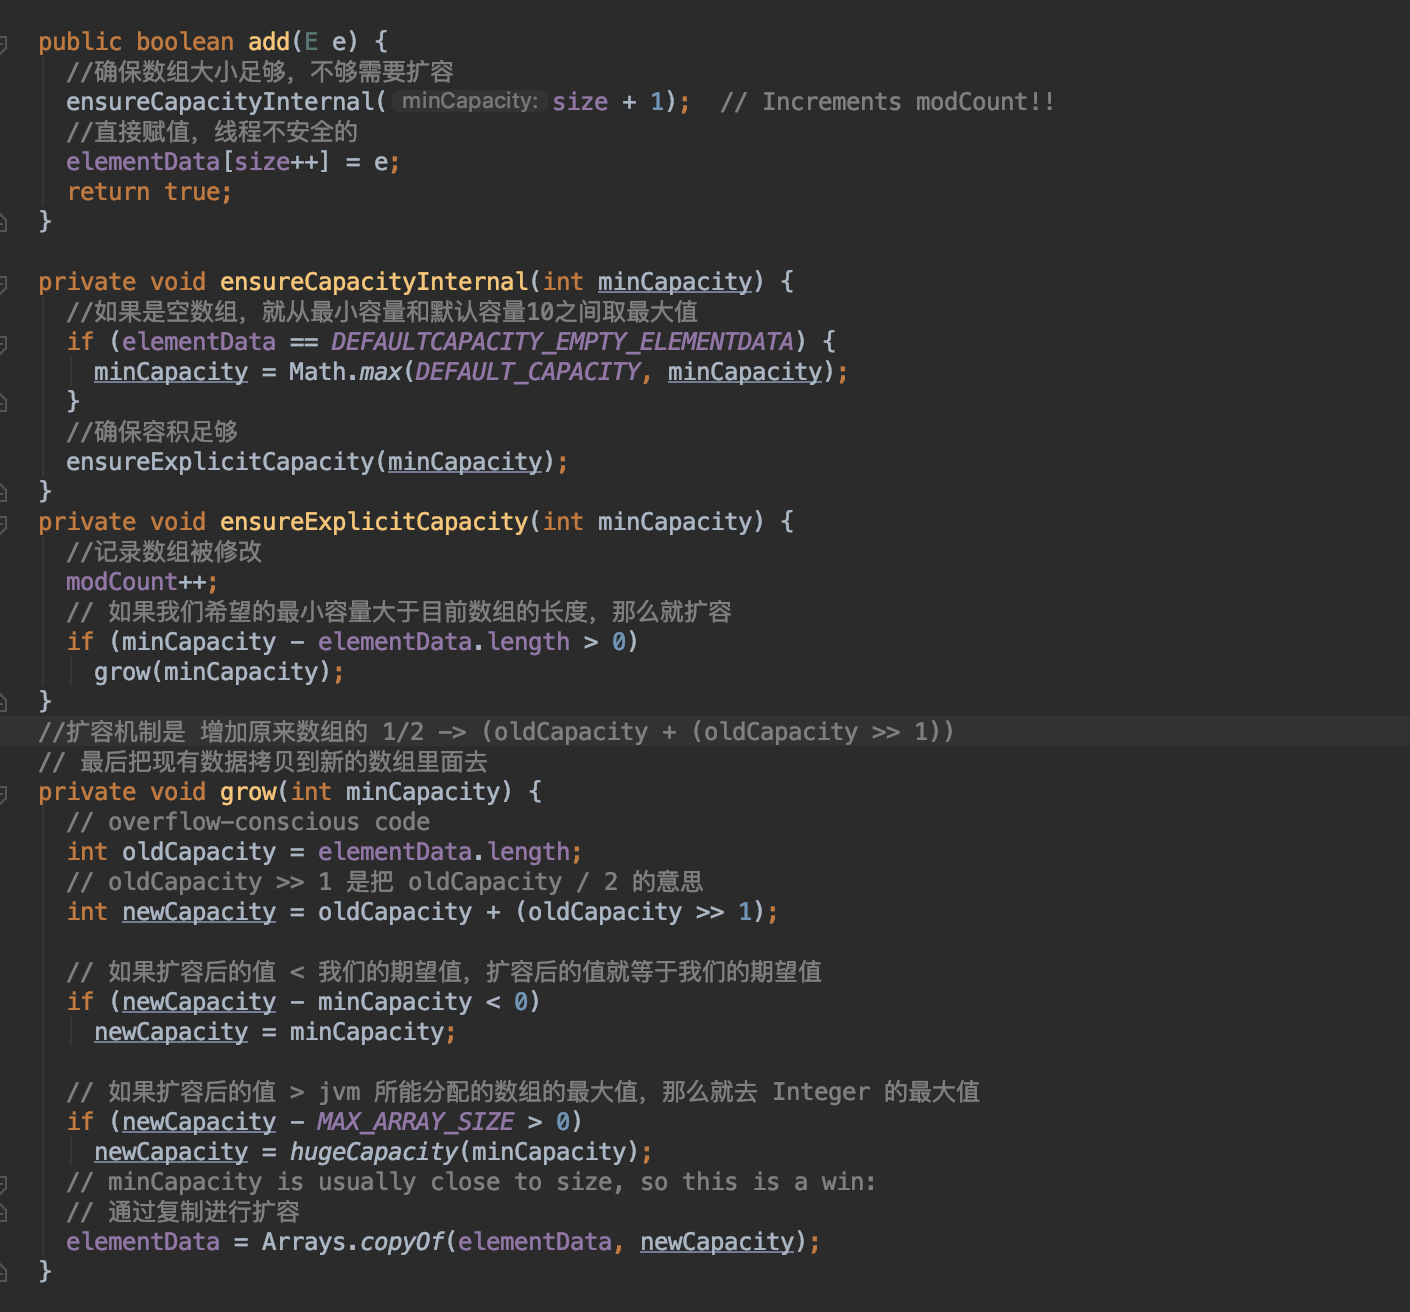 public boolean add(E e) {
//确保数组大小足够，不够需要扩容
ensureCapacityInternal( minCapacity: size + 1);  // Increments modCount!!
//直接赋值，线程不安全的
elementData[size++] = e;
return true;
}
private void ensureCapacityInternal(int minCapacity) {
//如果是空数组，就从最小容量和默认容量10之间取最大值
if (elementData == DEFAULTCAPACITY_EMPTY_ELEMENTDATA) {
minCapacity = Math.max(DEFAULT_CAPACITY, minCapacity);
}
//确保容积足够
ensureExplicitCapacity(minCapacity);
}
private void ensureExplicitCapacity(int minCapacity) {
//记录数组被修改
modCount++;
// 如果我们希望的最小容量大于目前数组的长度，那么就扩容
if (minCapacity - elementData.length > 0)
grow(minCapacity);
}
//扩容机制是 增加原来数组的 1/2 -> (oldCapacity + (oldCapacity >> 1))
// 最后把现有数据拷贝到新的数组里面去
private void grow(int minCapacity) {
// overflow-conscious code
int oldCapacity = elementData.length;
// oldCapacity >> 1 是把 oldCapacity / 2 的意思
int newCapacity = oldCapacity + (oldCapacity >> 1);
// 如果扩容后的值 < 我们的期望值，扩容后的值就等于我们的期望值
if (newCapacity - minCapacity < 0)
newCapacity = minCapacity;
// 如果扩容后的值 > jvm 所能分配的数组的最大值，那么就去 Integer 的最大值
if (newCapacity - MAX_ARRAY_SIZE > 0)
newCapacity = hugeCapacity(minCapacity);
// minCapacity is usually close to size, so this is a win:
// 通过复制进行扩容
elementData = Arrays.copyOf(elementData, newCapacity);
}